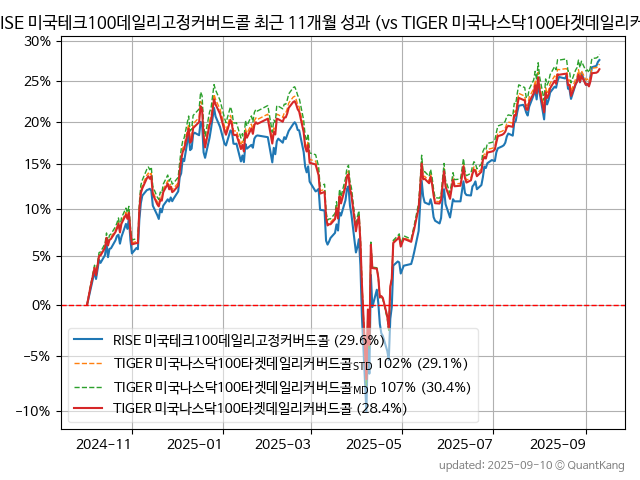 RISE 미국테크100데일리고정커버드콜 최근 11개월 성과 (vs TIGER 미국나스닥100타겟데일리커
30%
25%
20%
15%
10%
5%
0%
−5%
−10%
RISE 미국테크100데일리고정커버드콜 (29.6%)
TIGER 미국나스닥100타겟데일리커버드콜STD 102% (29.1%)
TIGER 미국나스닥100타겟데일리커버드콜MDD 107% (30.4%)
TIGER 미국나스닥100타겟데일리커버드콜 (28.4%)
2024−11 2025−01 2025−03 2025−05 2025−07 2025−09
updated: 2025-09-10 © QuantKang